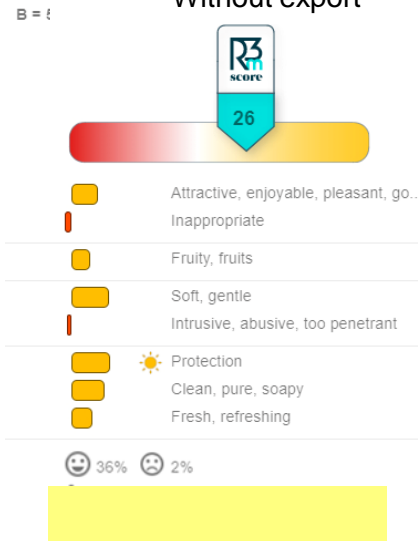 Without export
B =
R3m
score
26
Attractive, enjoyable, pleasant, go..
Inappropriate
Fruity, fruits
Soft, gentle
Intrusive, abusive, too penetrant
Protection
Clean, pure, soapy
Fresh, refreshing
36% 2%